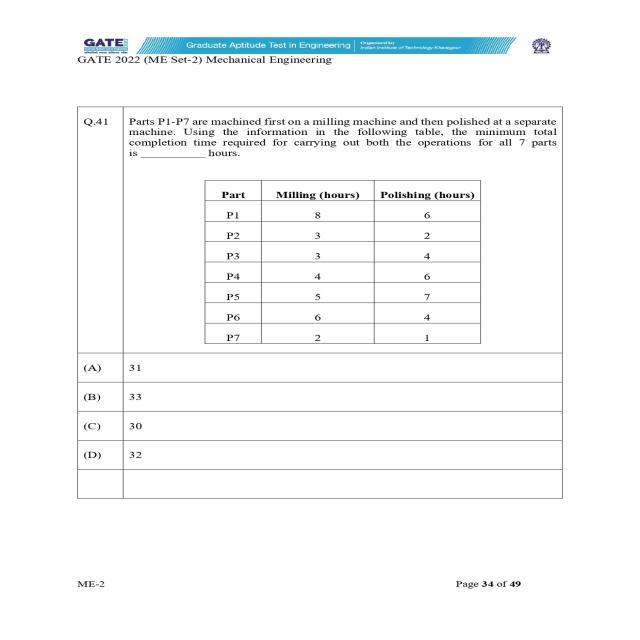 GATE
Graduate Aptitude Test in Engineering
Organised by
Indian Institute of Technology Kharagpur
GATE 2022 (ME Set-2) Mechanical Engineering
Q.41 Parts P1-P7 are machined first on a milling machine and then polished at a separate
machine. Using the information in the following table, the minimum total
completion time required for carrying out both the operations for all 7 parts
is ___________ hours.
Part Milling (hours) Polishing (hours)
P1 8 6
P2 3 2
P3 3 4
P4 4 6
P5 5 7
P6 6 4
P7 2 1
(A) 31
(B) 33
(C) 30
(D) 32
ME-2 Page 34 of 49